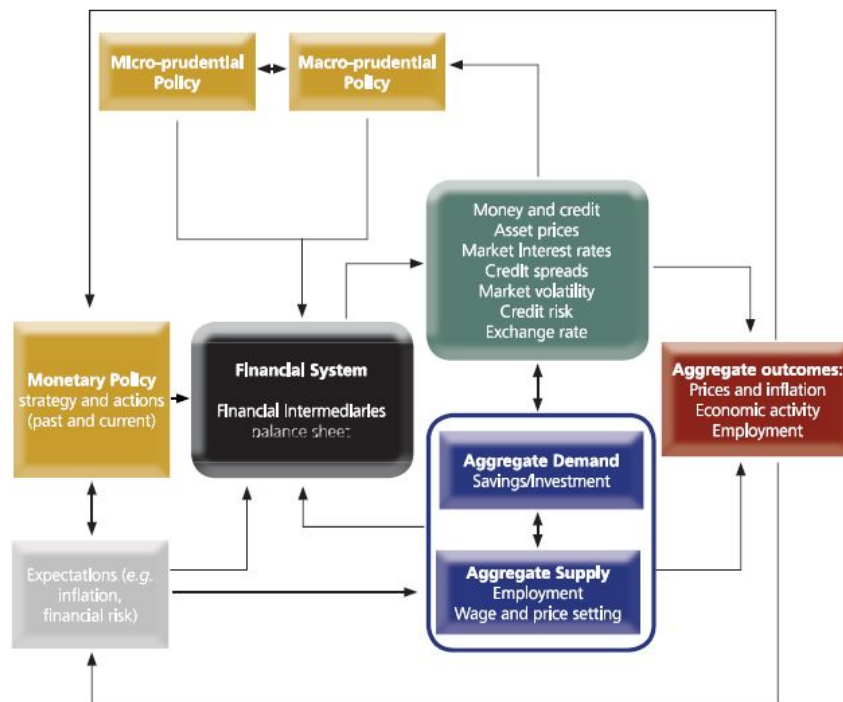 Micro-prudential
Policy
Macro-prudential
Policy
Money and credit
Asset prices
Market Interest rates
Credit spreads
Market volatility
Credit risk
Exchange rate
Monetary Policy
strategy and actions
(past and current)
Financial System
Financial Intermediaries
balance sheet
Aggregate outcomes:
Prices and inflation
Economic activity
Employment
Aggregate Demand
Savings/Investment
Expectations (e.g.
inflation,
financial risk)
Aggregate Supply
Employment
Wage and price setting